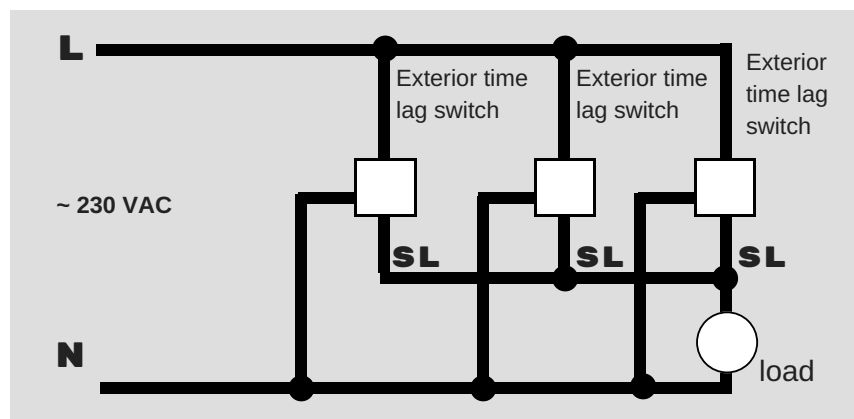 L
Exterior time
lag switch
Exterior time
lag switch
Exterior
time lag
switch
~ 230 VAC
SL
SL
SL
N
load